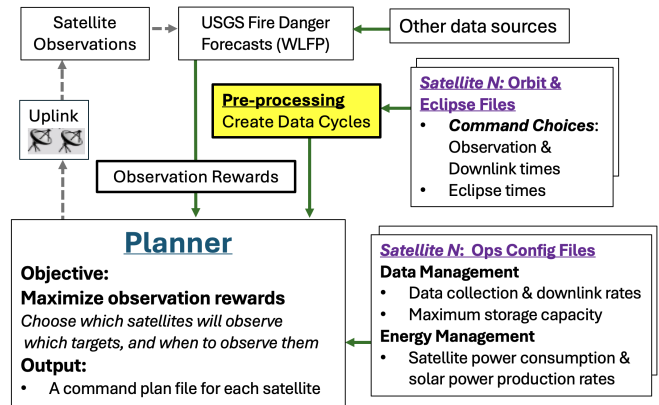 Satellite
Observations
USGS Fire Danger
Forecasts (WLFP)
Other data sources
Uplink
Pre-processing
Create Data Cycles
Satellite N: Orbit &
Eclipse Files
• Command Choices:
Observation &
Downlink times
• Eclipse times
Observation Rewards
Planner
Objective:
Maximize observation rewards
Choose which satellites will observe
which targets, and when to observe them
Output:
• A command plan file for each satellite
Satellite N: Ops Config Files
Data Management
• Data collection & downlink rates
• Maximum storage capacity
Energy Management
• Satellite power consumption &
solar power production rates